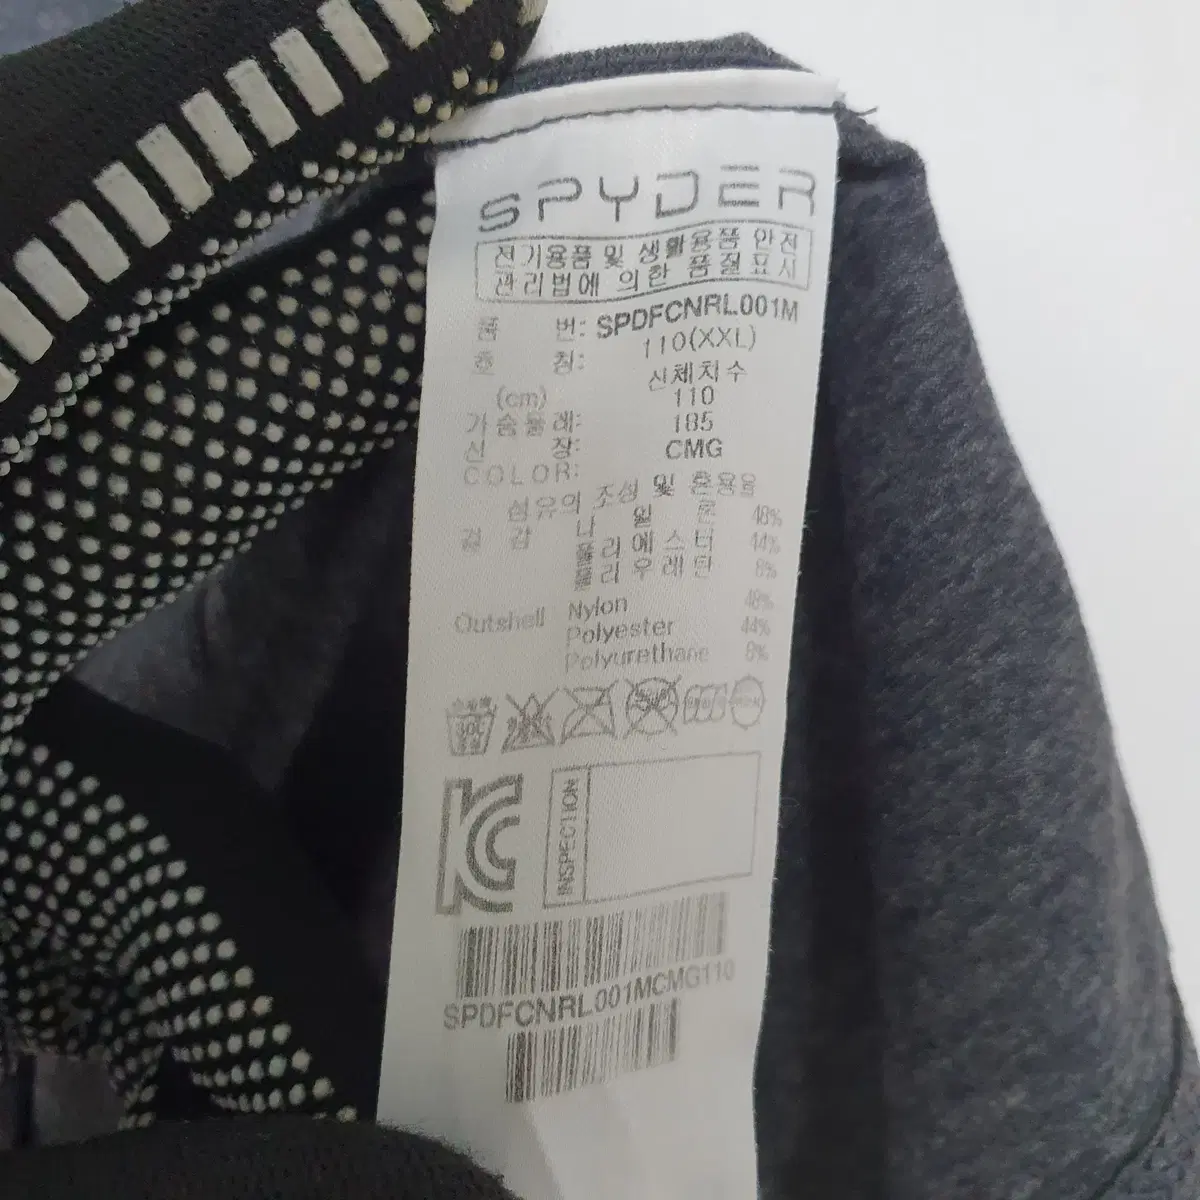 SPYDER
전기용품 및 생활용품 안전
관리법에 의한 품질표시
품 번: SPDFCNRL001M
호 칭: 110(XXL)
신체치수
(cm)
가슴둘레: 110
신 장: 185
COLOR: CMG
섬유의 조성 및 혼용율
겉 감 나 일 론 48%
폴 리 에 스 터 44%
폴 리 우 레 탄 8%
Outshell Nylon 48%
Polyester 44%
Polyurethane 8%
INSPECTION
SPDFCNRL001MCMG110